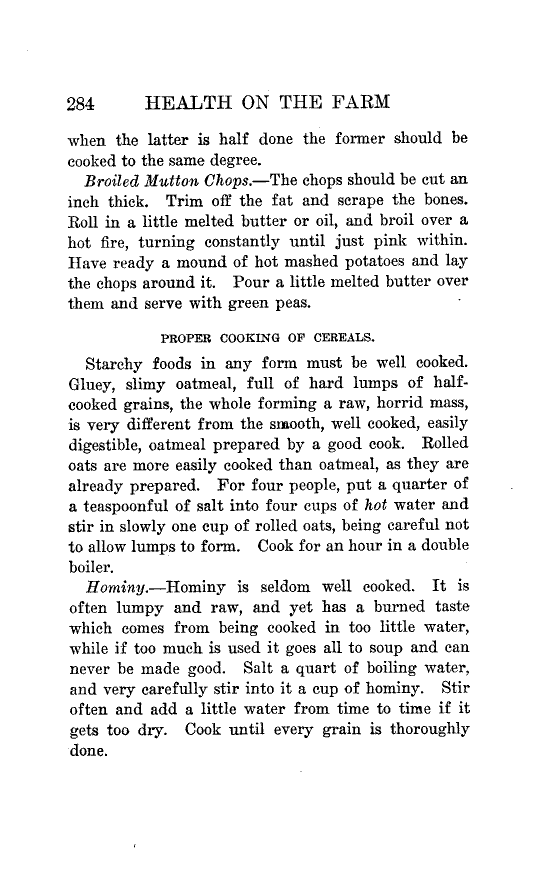 284 HEALTH ON THE FARM
when the latter is half done the former should be
cooked to the same degree.
Broiled Mutton Chops.—The chops should be cut an
inch thick. Trim off the fat and scrape the bones.
Roll in a little melted butter or oil, and broil over a
hot fire, turning constantly until just pink within.
Have ready a mound of hot mashed potatoes and lay
the chops around it. Pour a little melted butter over
them and serve with green peas.
PROPER COOKING OF CEREALS.
Starchy foods in any form must be well cooked.
Gluey, slimy oatmeal, full of hard lumps of half-
cooked grains, the whole forming a raw, horrid mass,
is very different from the smooth, well cooked, easily
digestible, oatmeal prepared by a good cook. Rolled
oats are more easily cooked than oatmeal, as they are
already prepared. For four people, put a quarter of
a teaspoonful of salt into four cups of hot water and
stir in slowly one cup of rolled oats, being careful not
to allow lumps to form. Cook for an hour in a double
boiler.
Hominy.—Hominy is seldom well cooked. It is
often lumpy and raw, and yet has a burned taste
which comes from being cooked in too little water,
while if too much is used it goes all to soup and can
never be made good. Salt a quart of boiling water,
and very carefully stir into it a cup of hominy. Stir
often and add a little water from time to time if it
gets too dry. Cook until every grain is thoroughly
done.